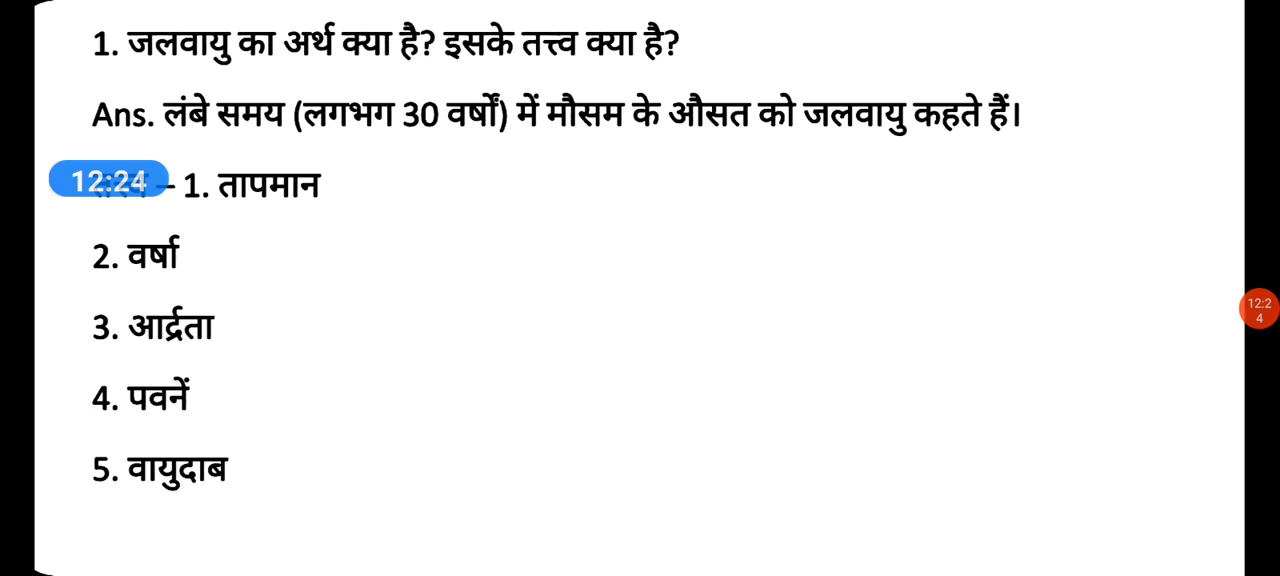 1. जलवायु का अर्थ क्या है? इसके तत्त्व क्या है?
Ans. लंबे समय (लगभग 30 वर्षों) में मौसम के औसत को जलवायु कहते हैं।
12:24 – 1. तापमान
2. वर्षा
12:24
3. आर्द्रता
4. पवनें
5. वायुदाब